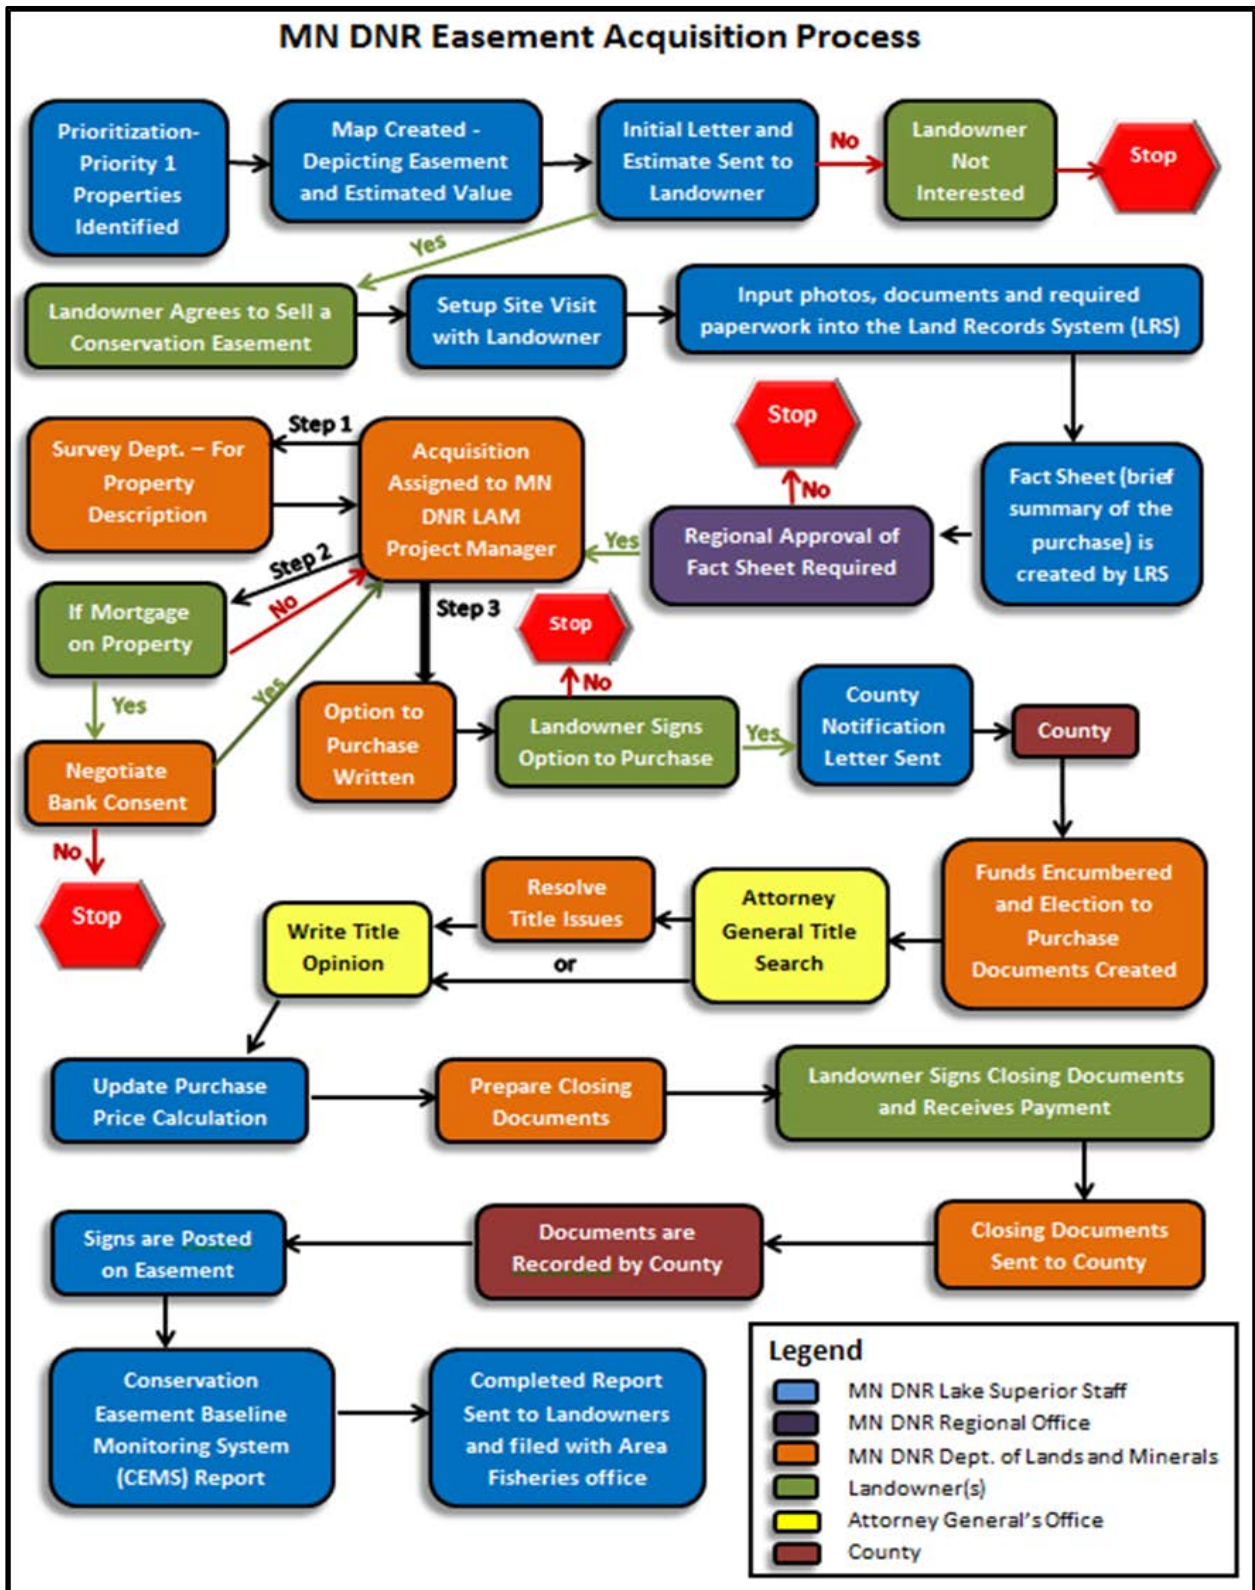 MN DNR Easement Acquisition Process
Prioritization-
Priority 1
Properties
Identified
Map Created -
Depicting Easement
and Estimated Value
Initial Letter and
Estimate Sent to
Landowner
No
Landowner
Not
Interested
Stop
Yes
Landowner Agrees to Sell a
Conservation Easement
Setup Site Visit
with Landowner
Input photos, documents and required
paperwork into the Land Records System (LRS)
Fact Sheet (brief
summary of the
purchase) is
created by LRS
Regional Approval of
Fact Sheet Required
No
Stop
Yes
Acquisition
Assigned to MN
DNR LAM
Project Manager
Step 1
Survey Dept. – For
Property
Description
Step 2
If Mortgage
on Property
No
Yes
Negotiate
Bank Consent
Yes
No
Stop
Step 3
Option to
Purchase
Written
Landowner Signs
Option to Purchase
No
Stop
Yes
County
Notification
Letter Sent
County
Funds Encumbered
and Election to
Purchase
Documents Created
Attorney
General Title
Search
Resolve
Title Issues
or
Write Title
Opinion
Update Purchase
Price Calculation
Prepare Closing
Documents
Landowner Signs Closing Documents
and Receives Payment
Closing Documents
Sent to County
Documents are
Recorded by County
Signs are Posted
on Easement
Conservation
Easement Baseline
Monitoring System
(CEMS) Report
Completed Report
Sent to Landowners
and filed with Area
Fisheries office
Legend
MN DNR Lake Superior Staff
MN DNR Regional Office
MN DNR Dept. of Lands and Minerals
Landowner(s)
Attorney General's Office
County